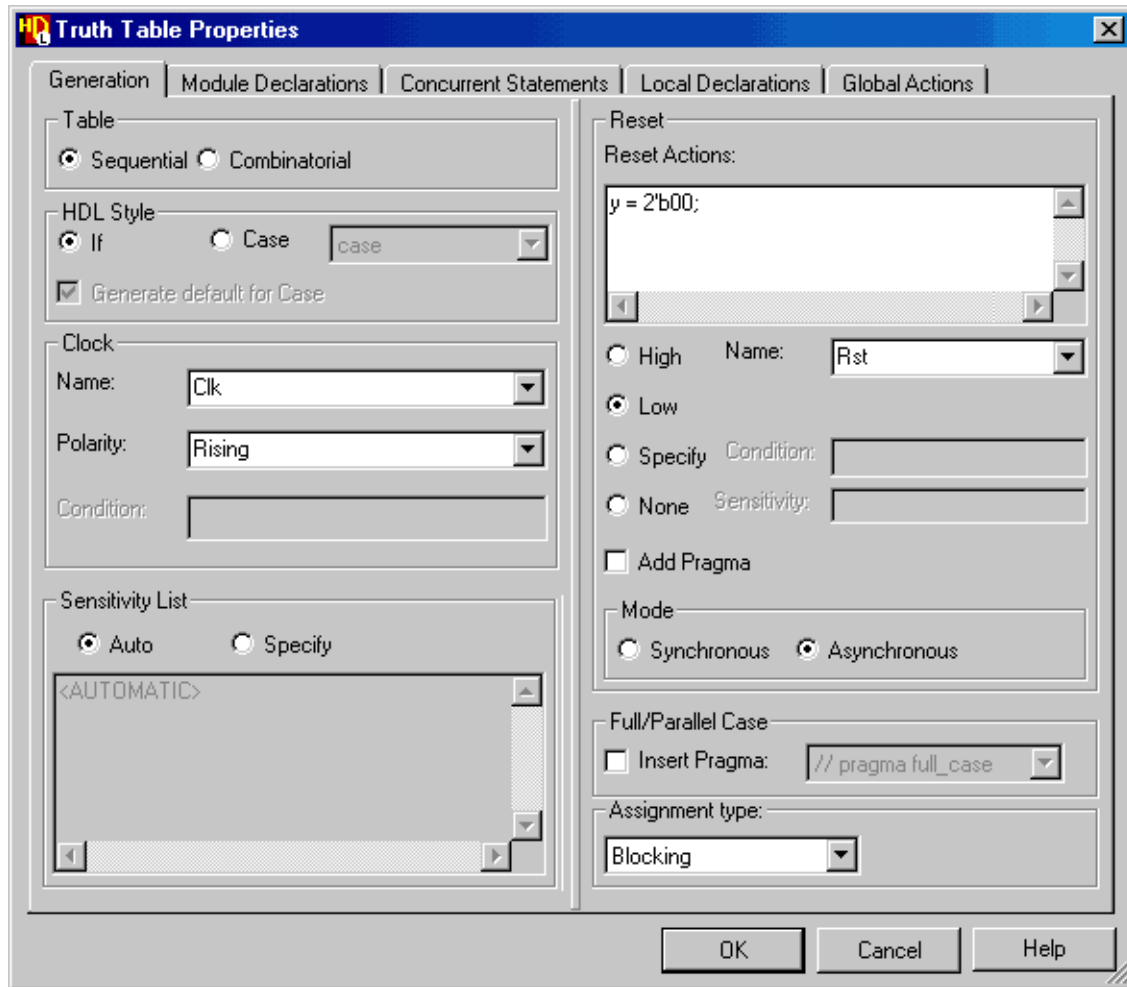 HDL Truth Table Properties
Generation Module Declarations Concurrent Statements Local Declarations Global Actions
Table
Sequential Combinatorial
HDL Style
If Case case
Generate default for Case
Clock
Name: Clk
Polarity: Rising
Condition:
Sensitivity List
Auto Specify
<AUTOMATIC>
Reset
Reset Actions:
y = 2'b00;
High Name: Rst
Low
Specify Condition:
None Sensitivity:
Add Pragma
Mode
Synchronous Asynchronous
Full/Parallel Case
Insert Pragma: // pragma full_case
Assignment type:
Blocking
OK Cancel Help